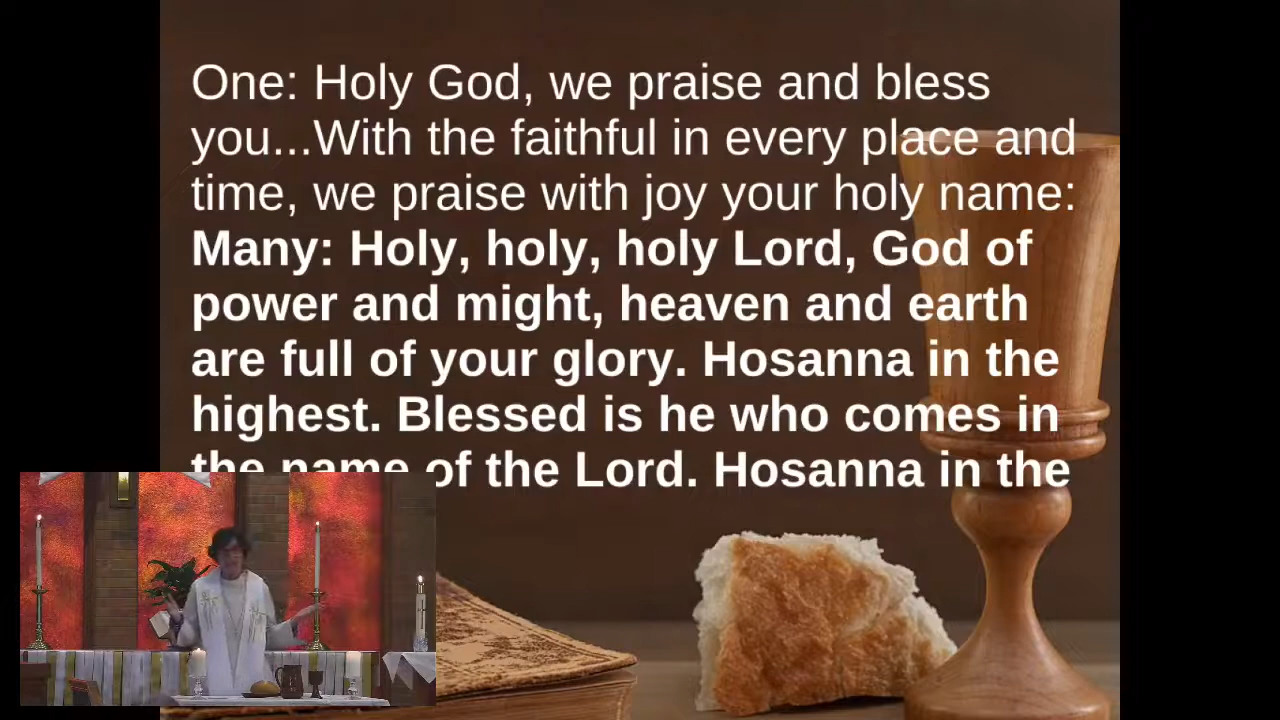 One: Holy God, we praise and bless
you...With the faithful in every place and
time, we praise with joy your holy name:
Many: Holy, holy, holy Lord, God of
power and might, heaven and earth
are full of your glory. Hosanna in the
highest. Blessed is he who comes in
the name of the Lord. Hosanna in the